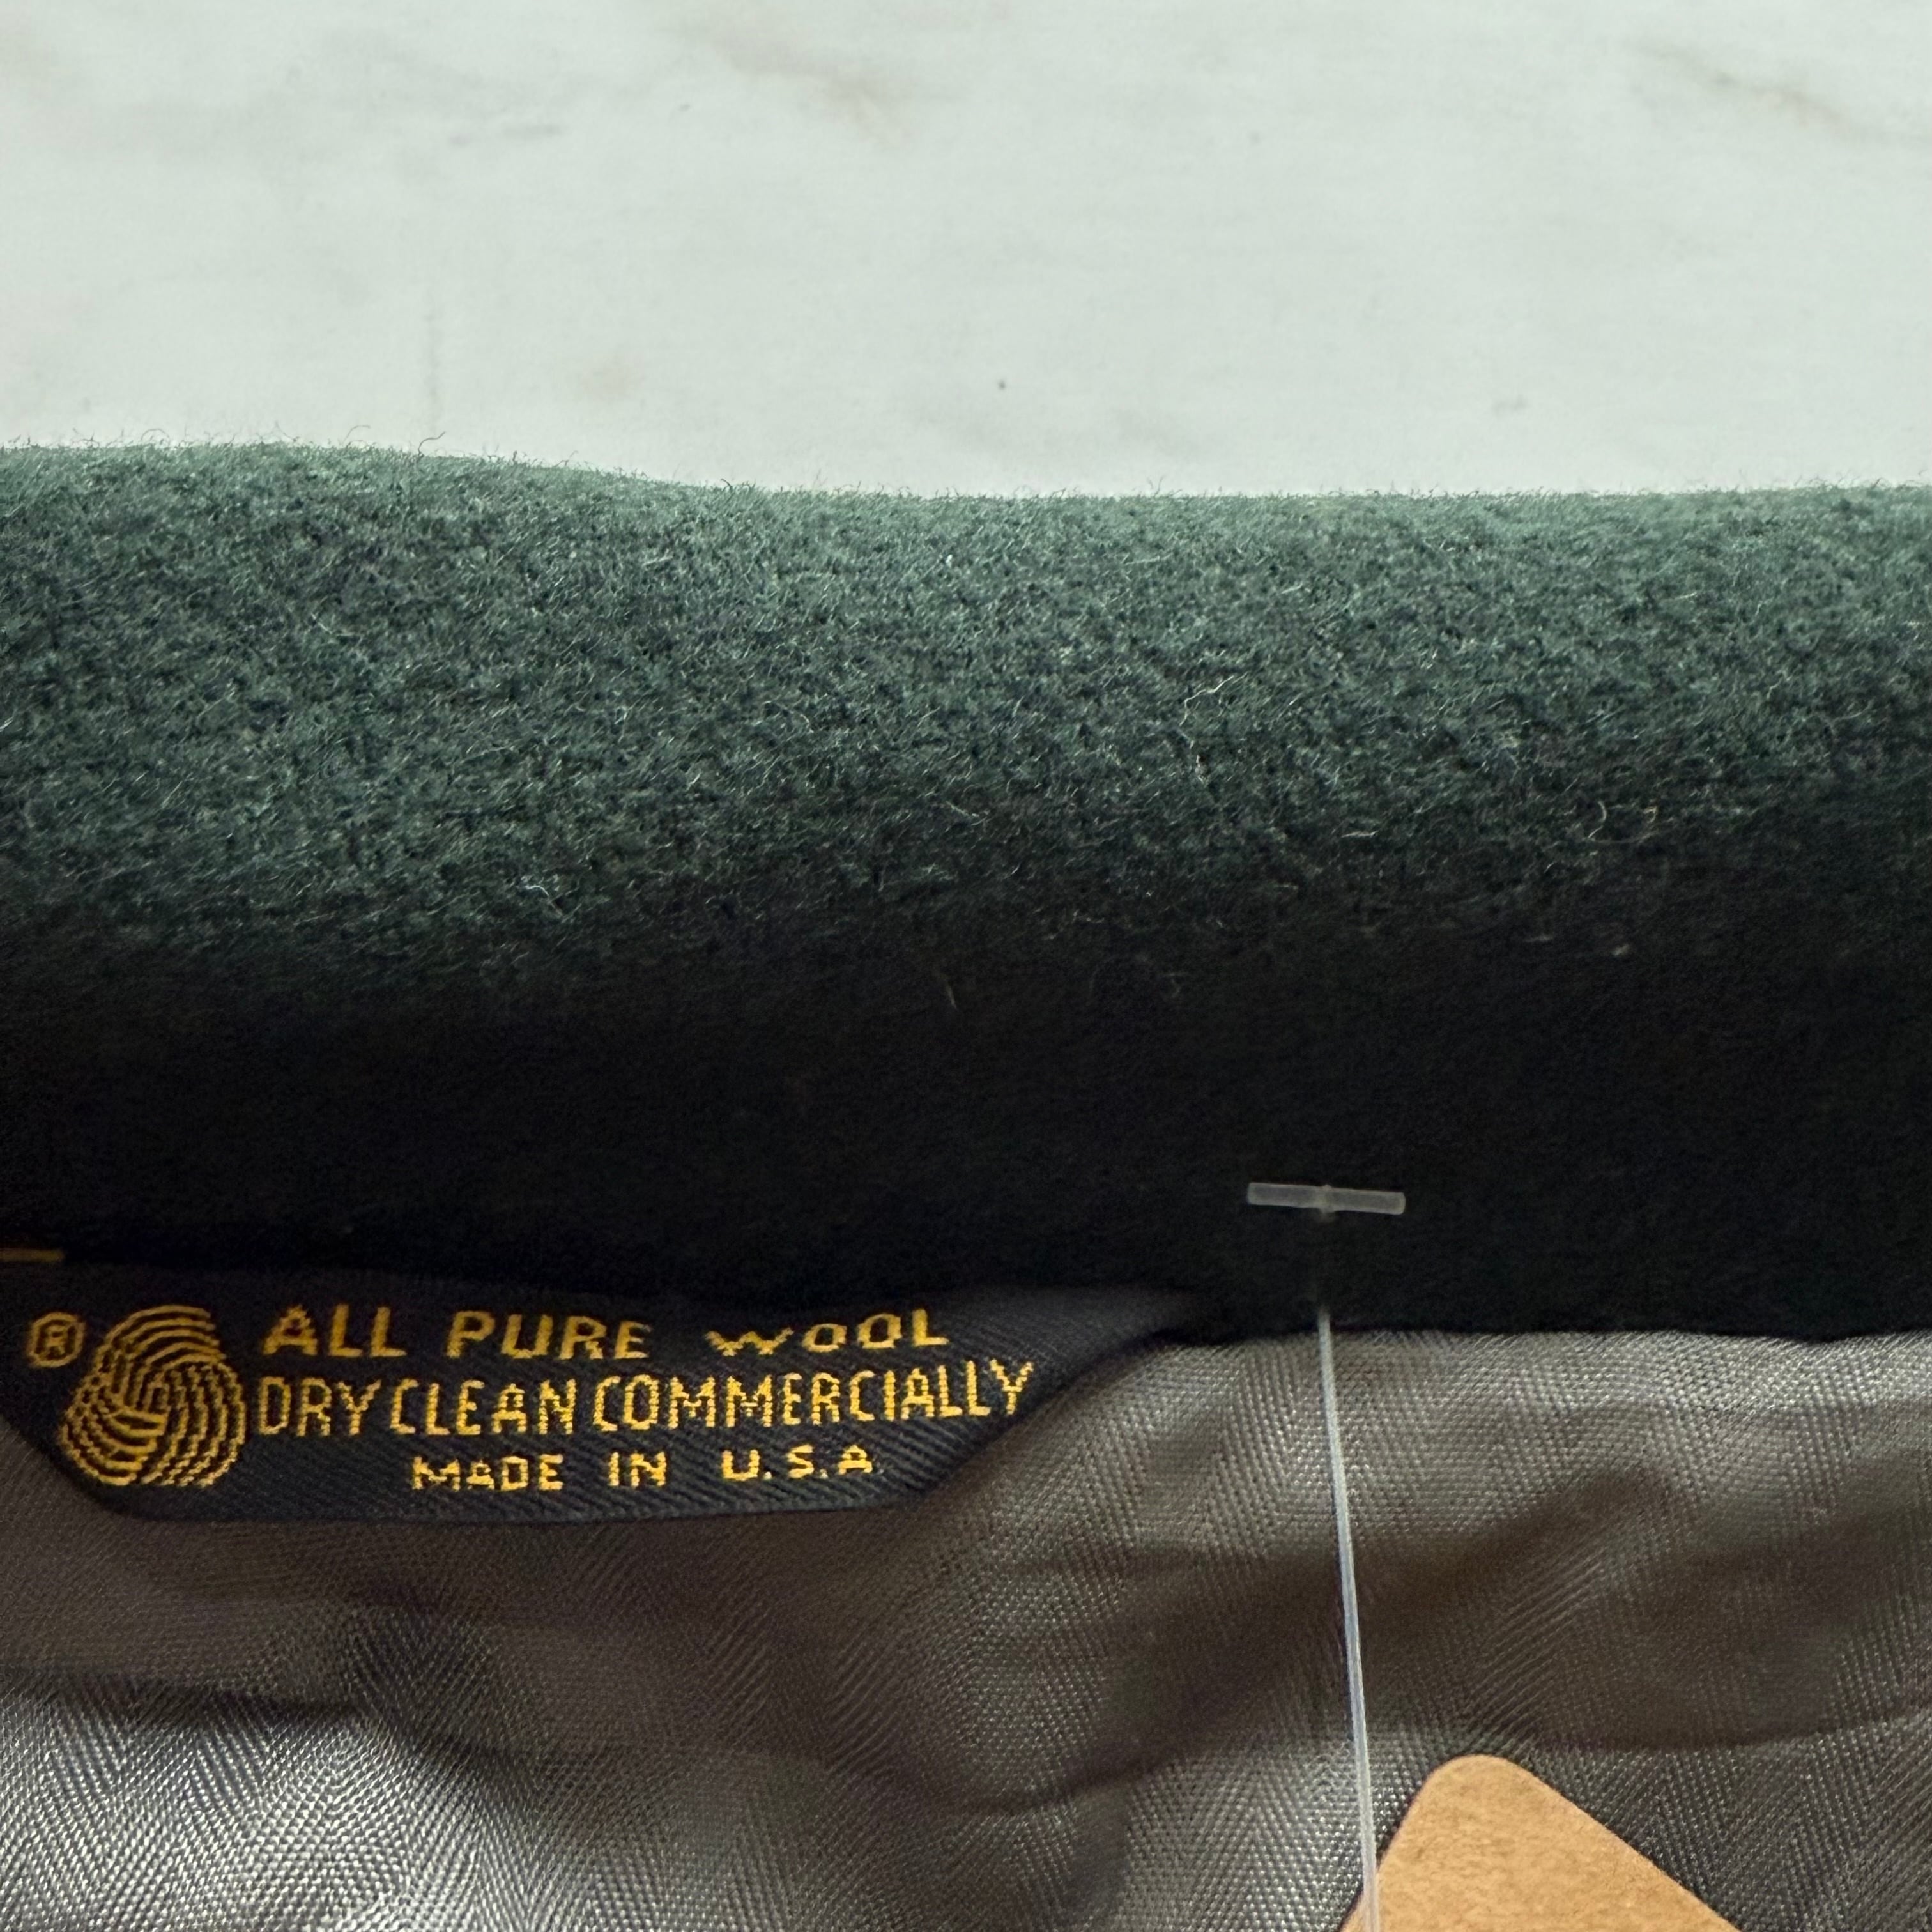 ®
ALL PURE WOOL
DRY CLEAN COMMERCIALLY
MADE IN U.S.A.